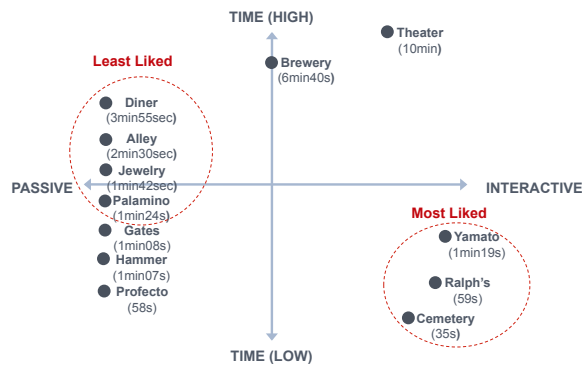 TIME (HIGH)
Theater
(10min)
Brewery
(6min40s)
Least Liked
Diner
(3min55sec)
Alley
(2min30sec)
Jewelry
(1min42sec)
PASSIVE
INTERACTIVE
Palamino
(1min24s)
Gates
(1min08s)
Hammer
(1min07s)
Profecto
(58s)
Most Liked
Yamato
(1min19s)
Ralph's
(59s)
Cemetery
(35s)
TIME (LOW)